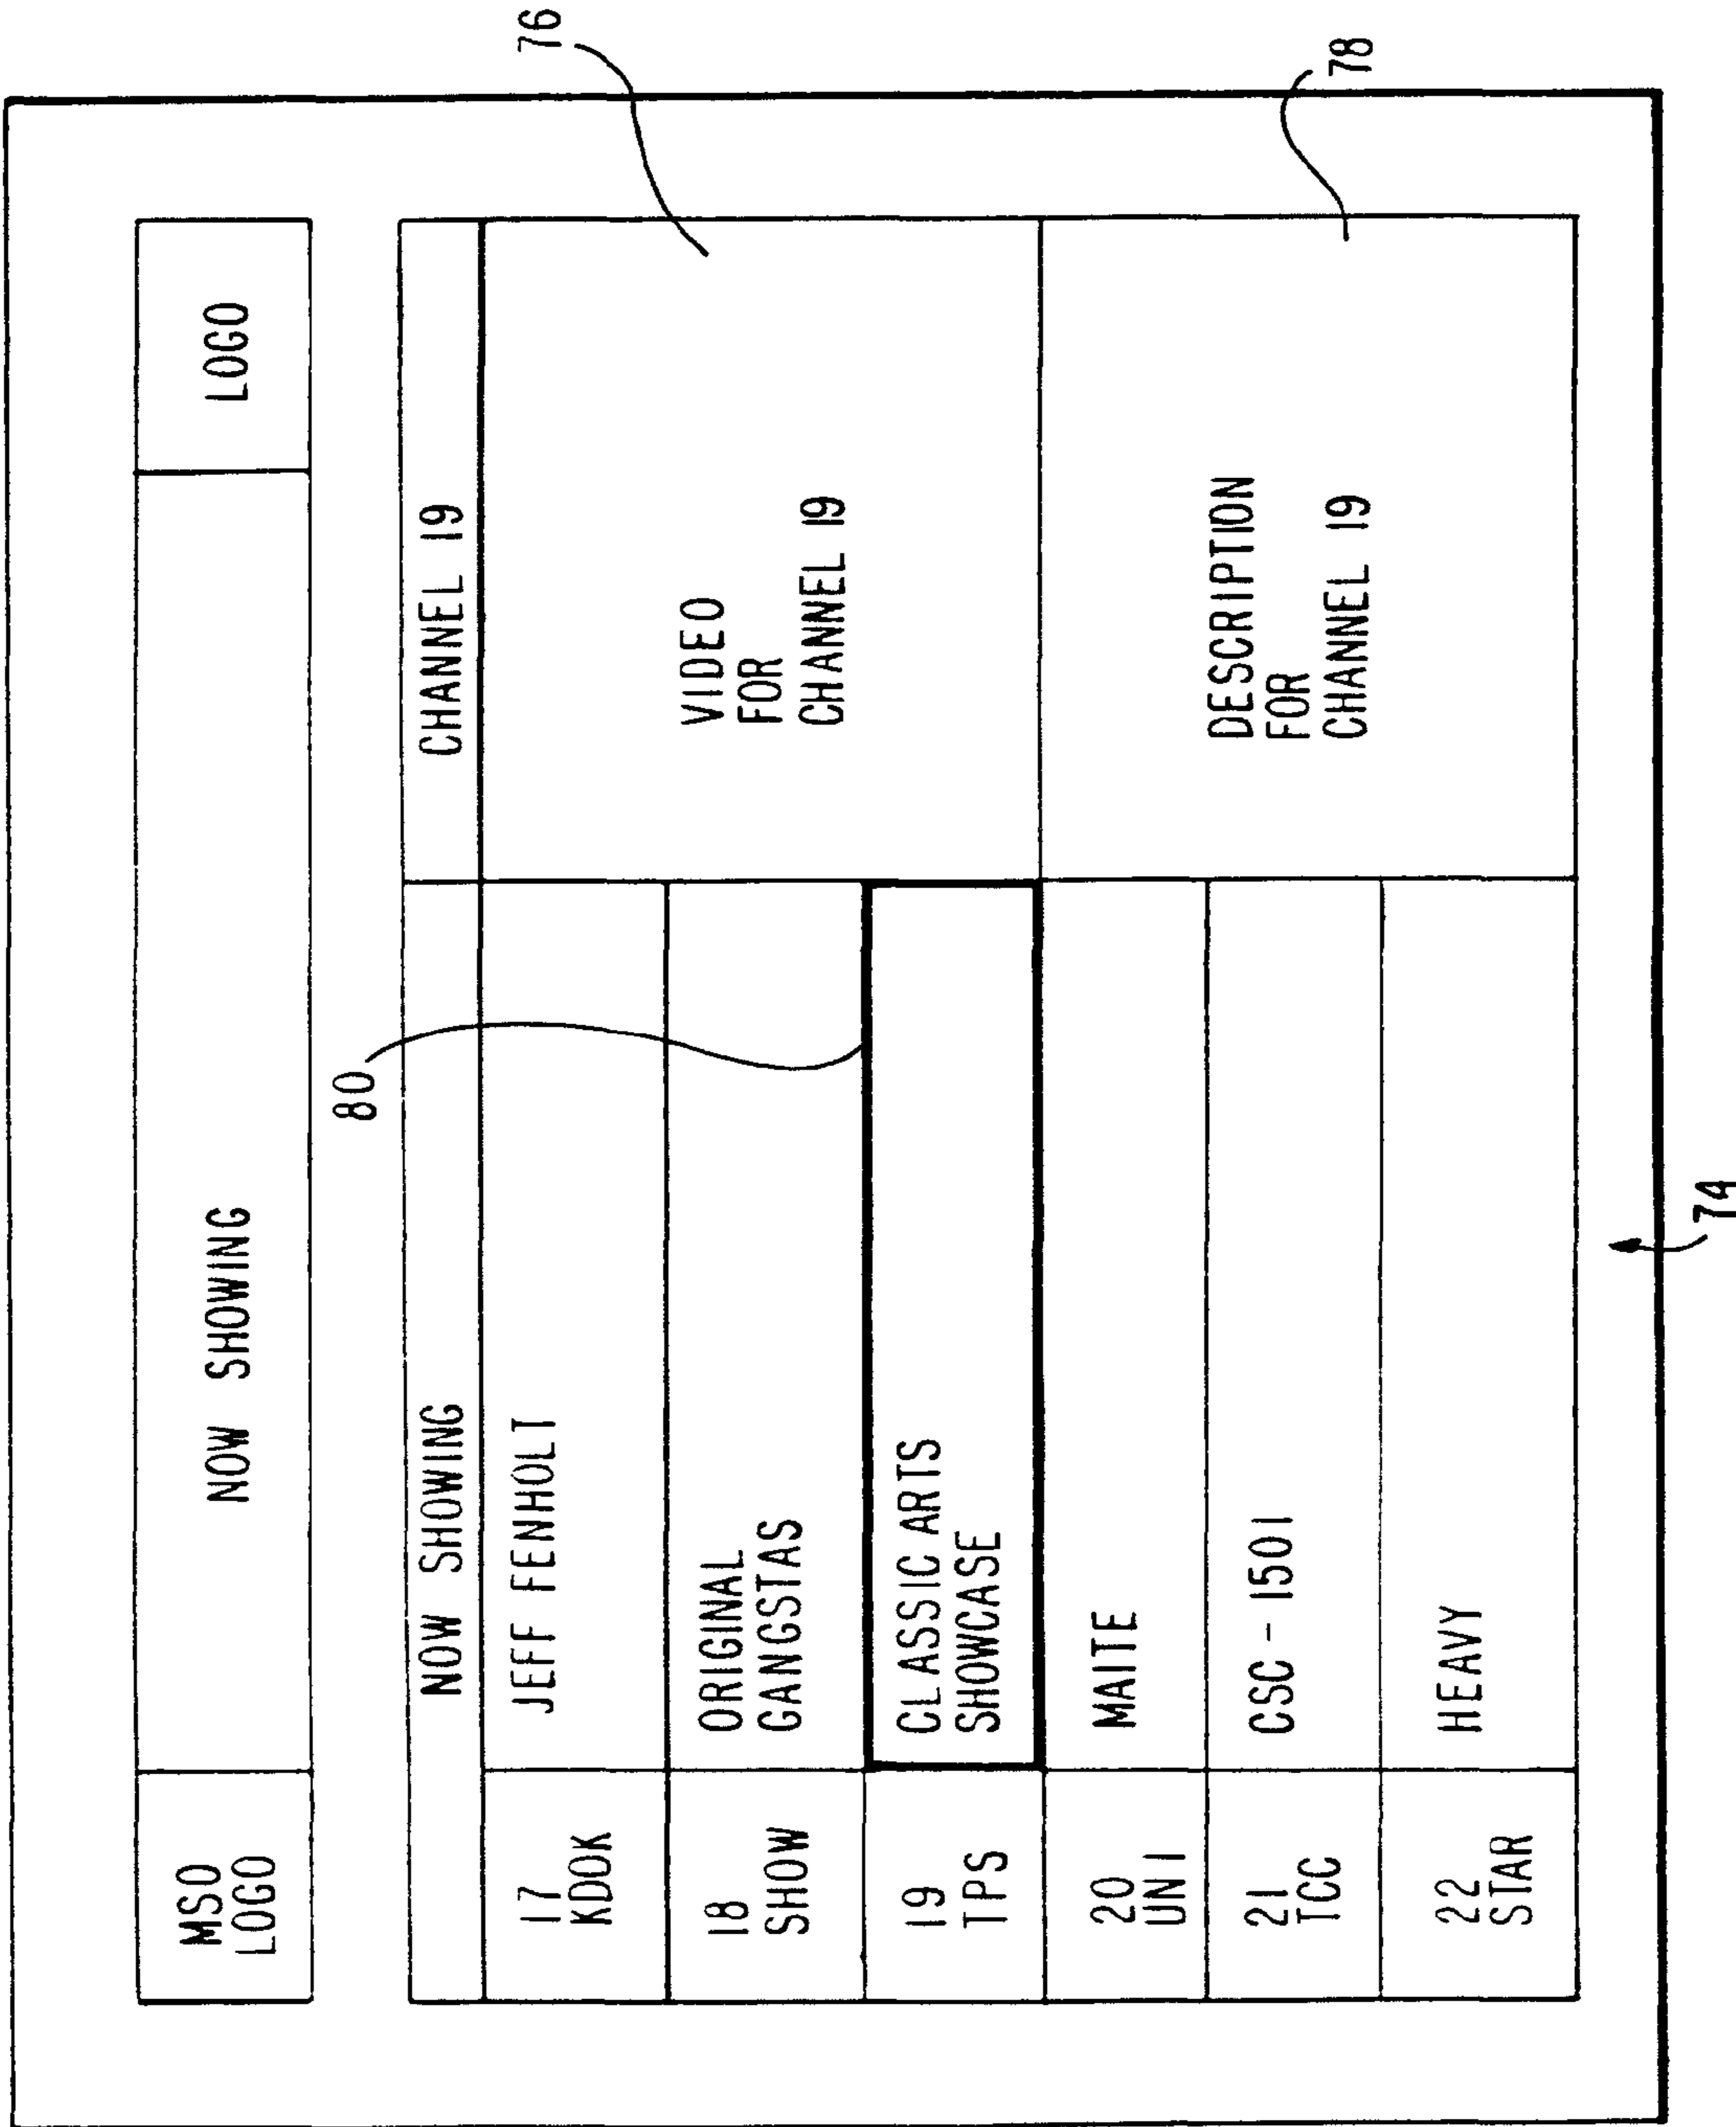 MSO
LOGO
NOW SHOWING
LOGO
80
NOW SHOWING
CHANNEL 19
17
KDOK
JEFF FENHOLT
18
SHOW
ORIGINAL
GANGSTAS
19
TPS
CLASSIC ARTS
SHOWCASE
20
UNI
MAITE
21
TCC
CSC - 1501
22
STAR
HEAVY
VIDEO
FOR
CHANNEL 19
76
DESCRIPTION
FOR
CHANNEL 19
78
74